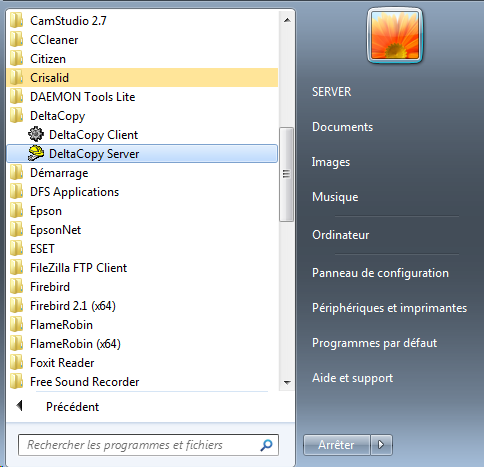 CamStudio 2.7
CCleaner
Citizen
Crisalid
DAEMON Tools Lite
DeltaCopy
DeltaCopy Client
DeltaCopy Server
Démarrage
DFS Applications
Epson
EpsonNet
ESET
FileZilla FTP Client
Firebird
Firebird 2.1 (x64)
FlameRobin
FlameRobin (x64)
Foxit Reader
Free Sound Recorder
Précédent
Rechercher les programmes et fichiers
SERVER
Documents
Images
Musique
Ordinateur
Panneau de configuration
Périphériques et imprimantes
Programmes par défaut
Aide et support
Arrêter